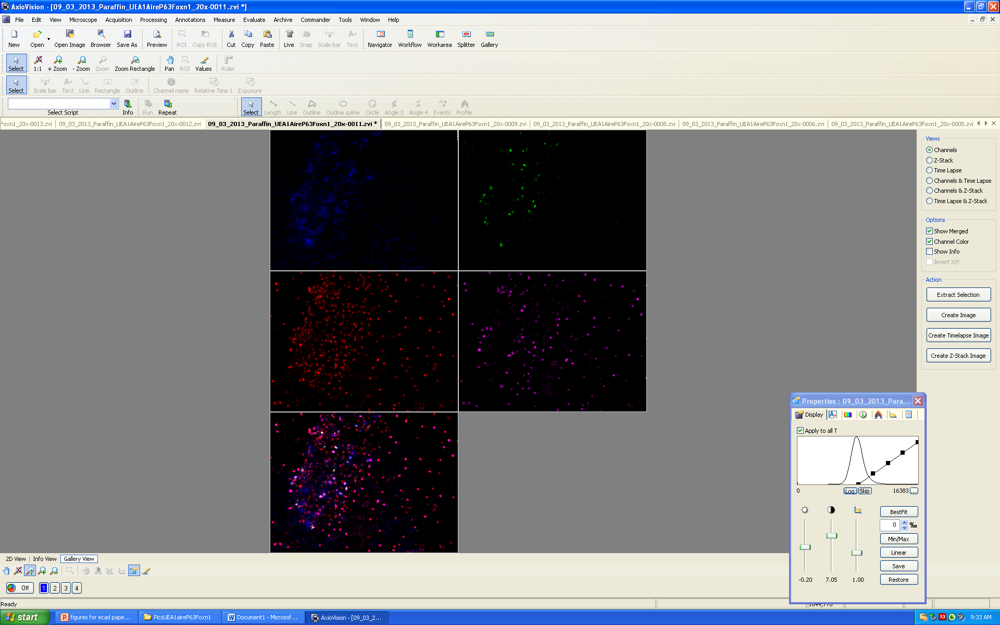 AxioVision - [09_03_2013_Paraffin_UEA1AireP63Foxn1_20x-0011.zvi *]
File Edit View Microscope Acquisition Processing Annotations Measure Evaluate Archive Commander Tools Window Help
New Open Open Image Browser Save As Preview ROI Copy ROI Cut Copy Paste Live Snap Scale bar Text Navigator Workflow Workarea Splitter Gallery
Select 1:1 + Zoom - Zoom Zoom Zoom Rectangle Pan ROI Values Ruler
Select Scale bar Text Line Rectangle Outline Channel name Relative Time 1 Exposure
Select Script Info Run Repeat Select Length Line Outline Outline spline Circle Angle 3 Angle 4 Events Profile
Foxn1_20x-0013.zvi 09_03_2013_Paraffin_UEA1AireP63Foxn1_20x-0012.zvi 09_03_2013_Paraffin_UEA1AireP63Foxn1_20x-0011.zvi * 09_03_2013_Paraffin_UEA1AireP63Foxn1_20x-0009.zvi 09_03_2013_Paraffin_UEA1AireP63Foxn1_20x-0008.zvi 09_03_2013_Paraffin_UEA1AireP63Foxn1_20x-0006.zvi 09_03_2013_Paraffin_UEA1AireP63Foxn1_20x-0005.zvi
Views
Channels
Z-Stack
Time Lapse
Channels & Time Lapse
Channels & Z-Stack
Time Lapse & Z-Stack
Options
Show Merged
Channel Color
Show Info
Invert X/Y
Action
Extract Selection
Create Image
Create Timelapse Image
Create Z-Stack Image
Properties : 09_03_2013_Para...
Display
Apply to all T
0 Log Skip 16383 ...
BestFit
0 ‰
Min/Max
Linear
Save
-0.20 7.05 1.00 Restore
2D View Info View Gallery View
Off 1 2 3 4
Ready
start figures for ecad pape... PicsUEA1aireP63Foxn1 Document1 - Microsof... AxioVision - [09_03_2... 9:33 AM